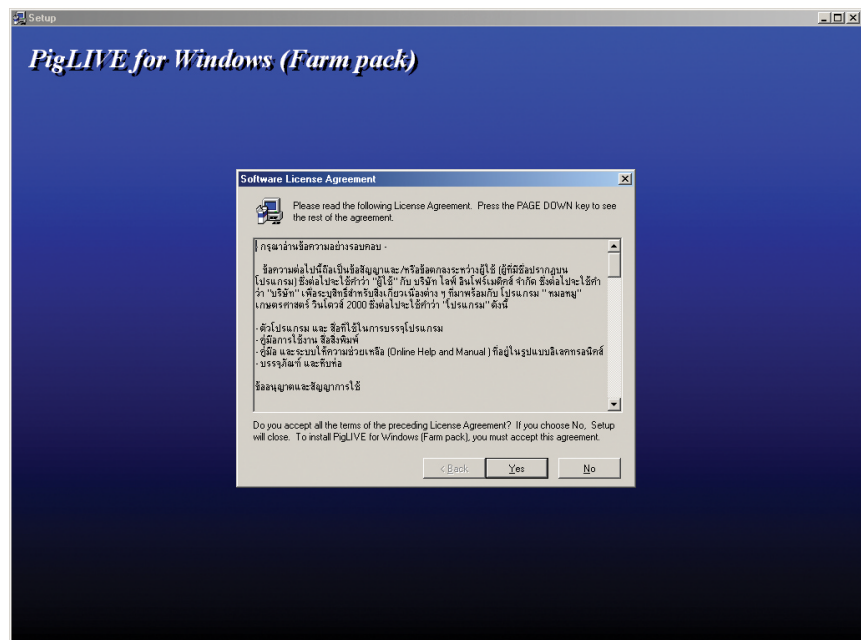 Setup
PigLIVE for Windows (Farm pack)
Software License Agreement
Please read the following License Agreement. Press the PAGE DOWN key to see
the rest of the agreement.
กรุณาอ่านข้อความอย่างรอบคอบ -
ข้อความต่อไปนี้ถือเป็นข้อสัญญาและ/หรือข้อตกลงระหว่างผู้ใช้ (ผู้ที่มีชื่อปรากฏบน
โปรแกรม) ซึ่งต่อไปจะใช้คำว่า "ผู้ใช้" กับ บริษัท ไลฟ์ อินโฟร์เมติคส์ จำกัด ซึ่งต่อไปจะใช้คำ
ว่า "บริษัท" เพื่อระบุสิทธิ์สำหรับสิ่งเกี่ยวเนื่องต่าง ๆ ที่มาพร้อมกับ โปรแกรม " หมอหมู"
เกษตรศาสตร์ วินโดวส์ 2000 ซึ่งต่อไปจะใช้คำว่า "โปรแกรม" ดังนี้
- ตัวโปรแกรม และ สื่อที่ใช้ในการบรรจุโปรแกรม
- คู่มือการใช้งาน สื่อสิ่งพิมพ์
- คู่มือ และระบบให้ความช่วยเหลือ (Online Help and Manual ) ที่อยู่ในรูปแบบอิเลคทรอนิคส์
- บรรจุภัณฑ์ และหีบห่อ
ข้ออนุญาตและสัญญาการใช้
Do you accept all the terms of the preceding License Agreement? If you choose No, Setup
will close. To install PigLIVE for Windows (Farm pack), you must accept this agreement.
< Back
Yes
No